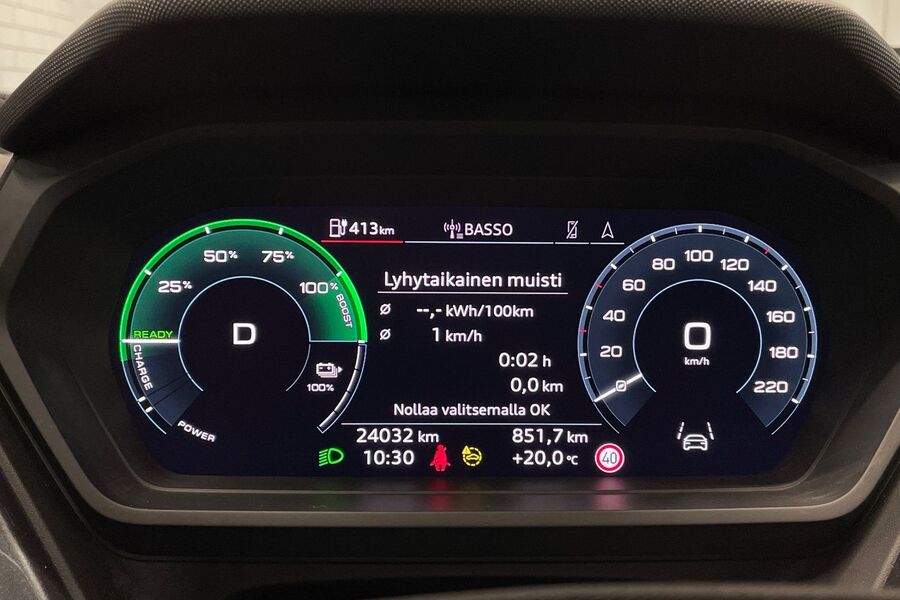 413km
BASSO
50%
75%
25%
100%
BOOST
READY
CHARGE
POWER
D
100%
Lyhytaikainen muisti
Ø --,- kWh/100km
Ø 1 km/h
0:02 h
0,0 km
Nollaa valitsemalla OK
24032 km
851,7 km
10:30
+20,0 °C
40
100
80
120
60
140
40
160
20
180
220
0
km/h